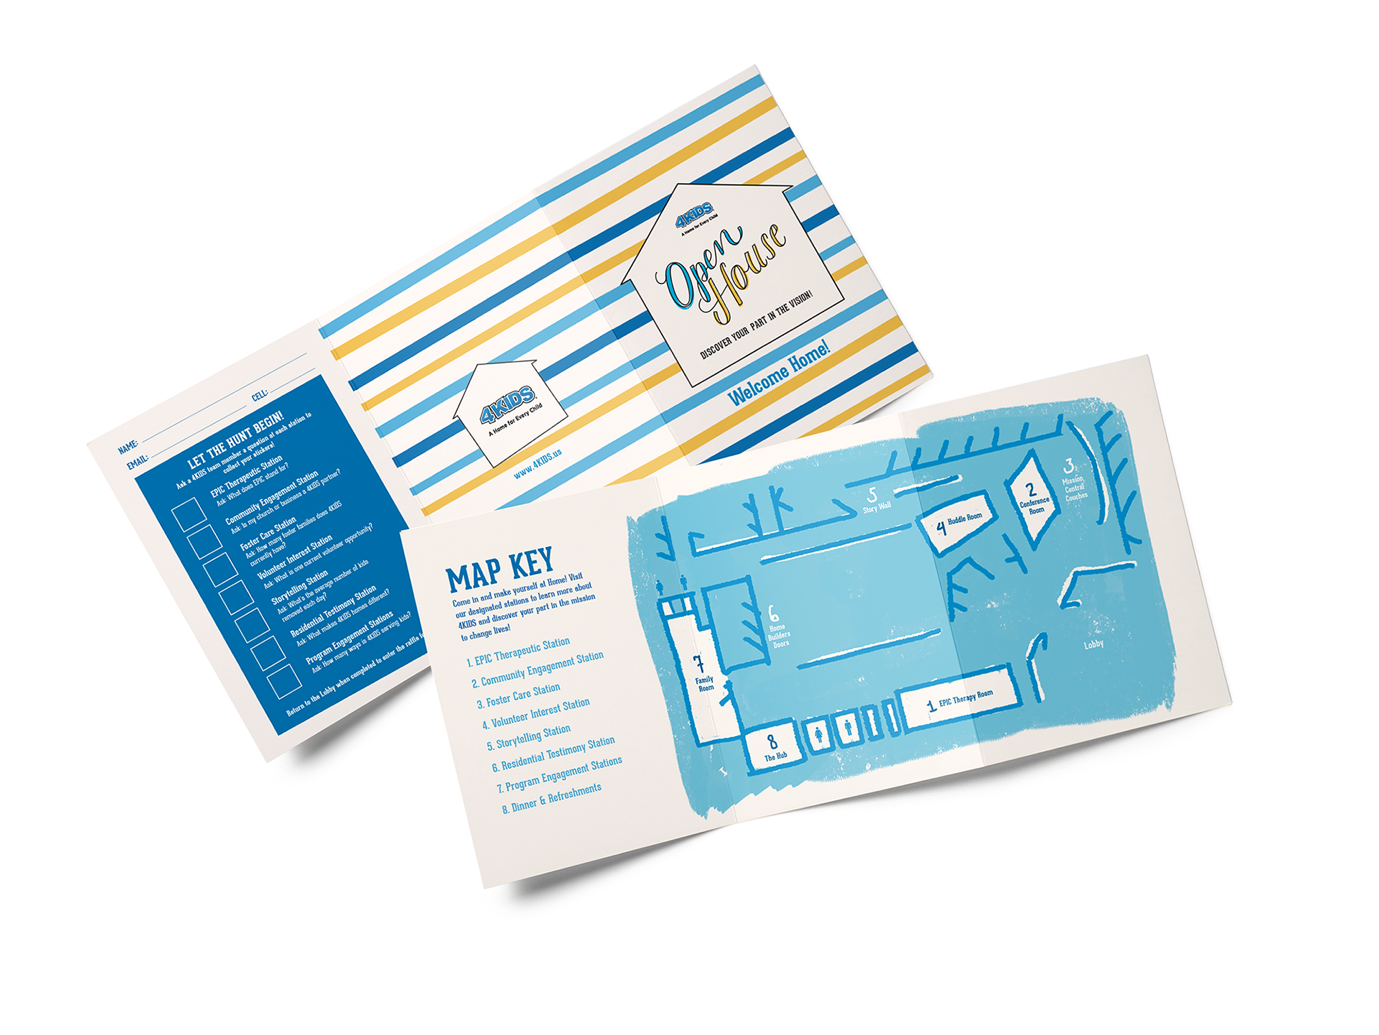 NAME:
CELL:
EMAIL:
LET THE HUNT BEGIN!
Ask a 4KIDS team member a question at each station to
collect your stickers!
EPIC Therapeutic Station
Ask: What does EPIC stand for?
Community Engagement Station
Ask: Is my church or business a 4KIDS partner?
Foster Care Station
Ask: How many foster families does 4KIDS
currently have?
Volunteer Interest Station
Ask: What is one current volunteer opportunity?
Storytelling Station
Ask: What's the average number of kids
removed each day?
Residential Testimony Station
Ask: What makes 4KIDS homes different?
Program Engagement Stations
Ask: How many ways is 4KIDS serving kids?
Return to the Lobby when completed to enter the raffle
4KIDS
A Home for Every Child
www.4KIDS.us
4KIDS
A Home for Every Child
Open
House
DISCOVER YOUR PART IN THE VISION!
Welcome Home!
MAP KEY
Come in and make yourself at Home! Visit
our designated stations to learn more about
4KIDS and discover your part in the mission
to change lives!
1. EPIC Therapeutic Station
2. Community Engagement Station
3. Foster Care Station
4. Volunteer Interest Station
5. Storytelling Station
6. Residential Testimony Station
7. Program Engagement Stations
8. Dinner & Refreshments
5
Story Wall
4 Huddle Room
2
Conference
Room
3
Mission
Central
Couches
6
Home
Builders
Doors
7
Family
Room
8
The Hub
1 EPIC Therapy Room
Lobby